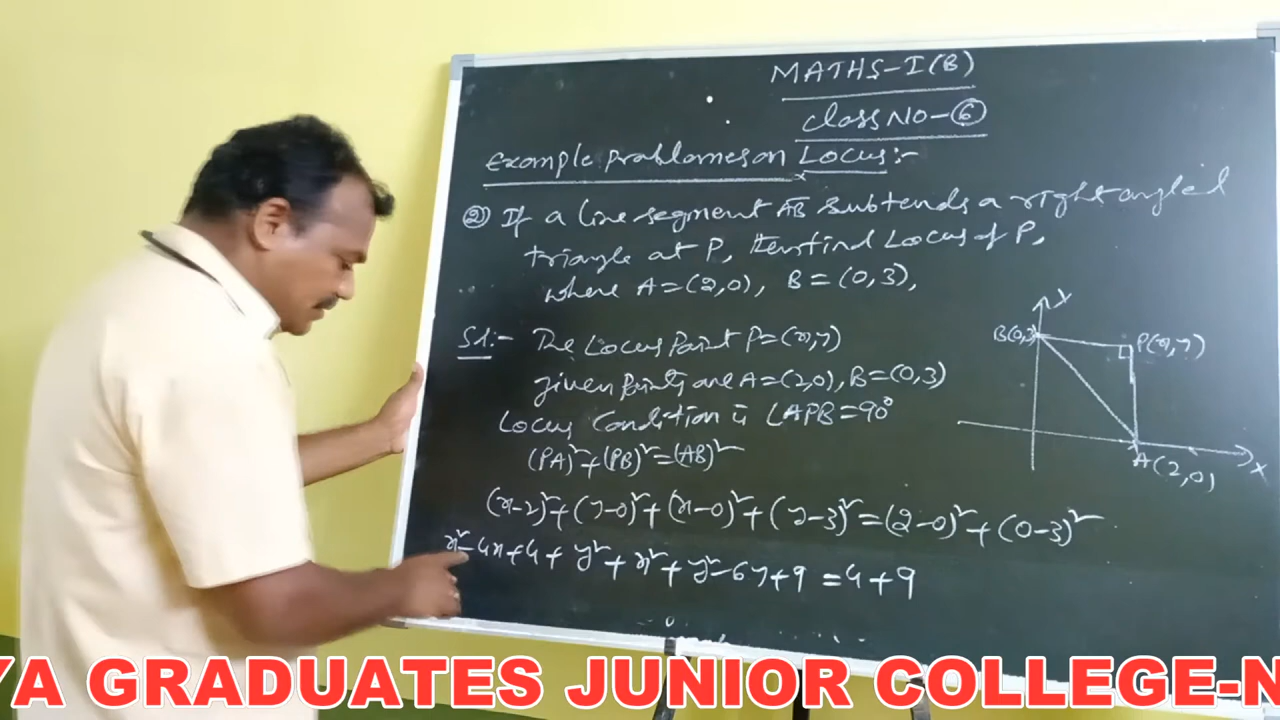 MATHS-I(B)
Class NO-⑥
Example problomes on Locus:-
②) If a line segment AB subtends a right angled
triangle at P, then find Locus of P,
where A=(2,0), B=(0,3),
Sol:- The Locus Point P=(x,y)
given points are A=(2,0), B=(0,3)
Locus Condition is ∠APB=90°
(PA)²+(PB)²=(AB)²
(x-2)²+(y-0)²+(x-0)²+(y-3)²=(2-0)²+(0-3)²
x²-4x+4+y²+x²+y²-6y+9=4+9
y
B(0,3)
P(x,y)
A(2,0)
x
YA GRADUATES JUNIOR COLLEGE-N